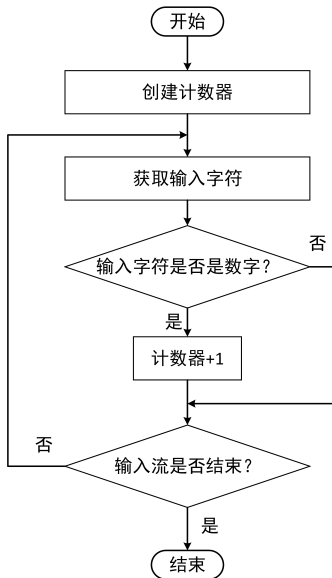 开始
创建计数器
获取输入字符
输入字符是否是数字?
否
是
计数器+1
否
输入流是否结束?
是
结束